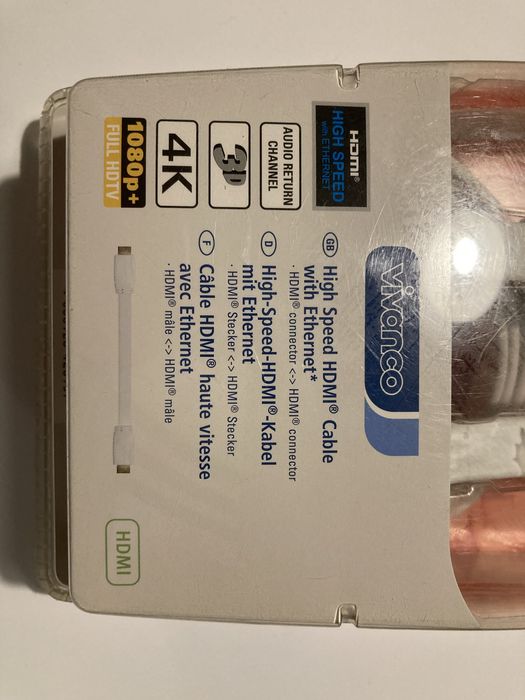 vivanco
HDMI®
HIGH SPEED
with ETHERNET
AUDIO RETURN
CHANNEL
3D
4K
1080p+
FULL HDTV
GB High Speed HDMI® Cable
with Ethernet*
· HDMI® connector <-> HDMI® connector
D High-Speed-HDMI®-Kabel
mit Ethernet
· HDMI® Stecker <-> HDMI® Stecker
F Câble HDMI® haute vitesse
avec Ethernet
· HDMI® mâle <-> HDMI® mâle
HDMI